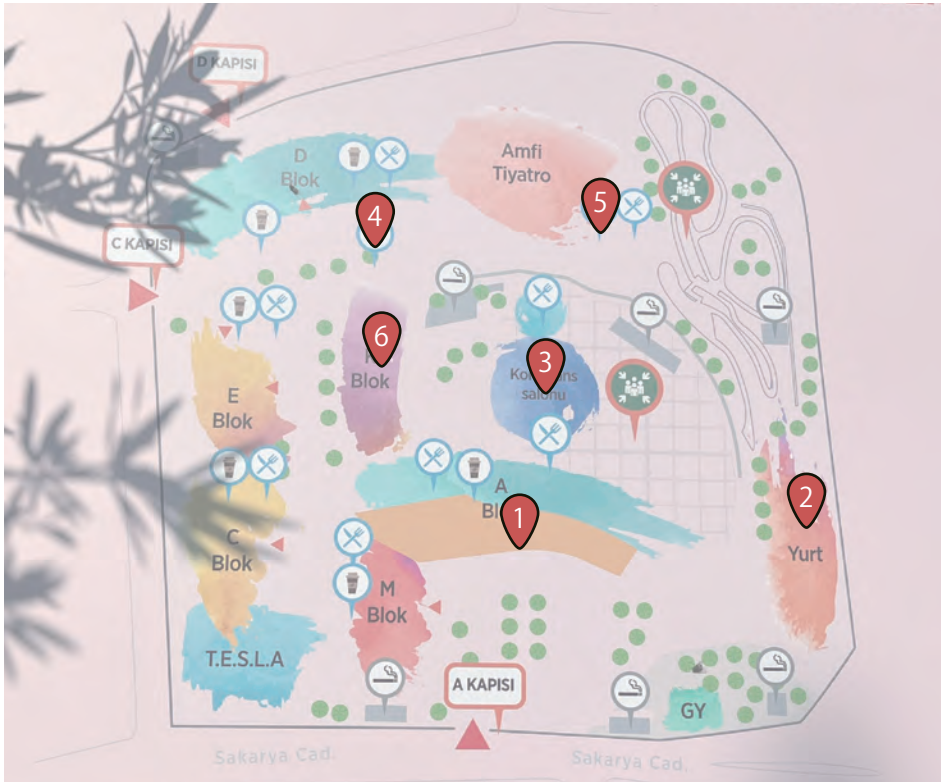 D KAPISI
D
Blok
Amfi
Tiyatro
5
4
C KAPISI
6
Blok
3
salonu
E
Blok
A
2
1
C
Blok
Yurt
M
Blok
T.E.S.L.A
A KAPISI
GY
Sakarya Cad.
Sakarya Cad.